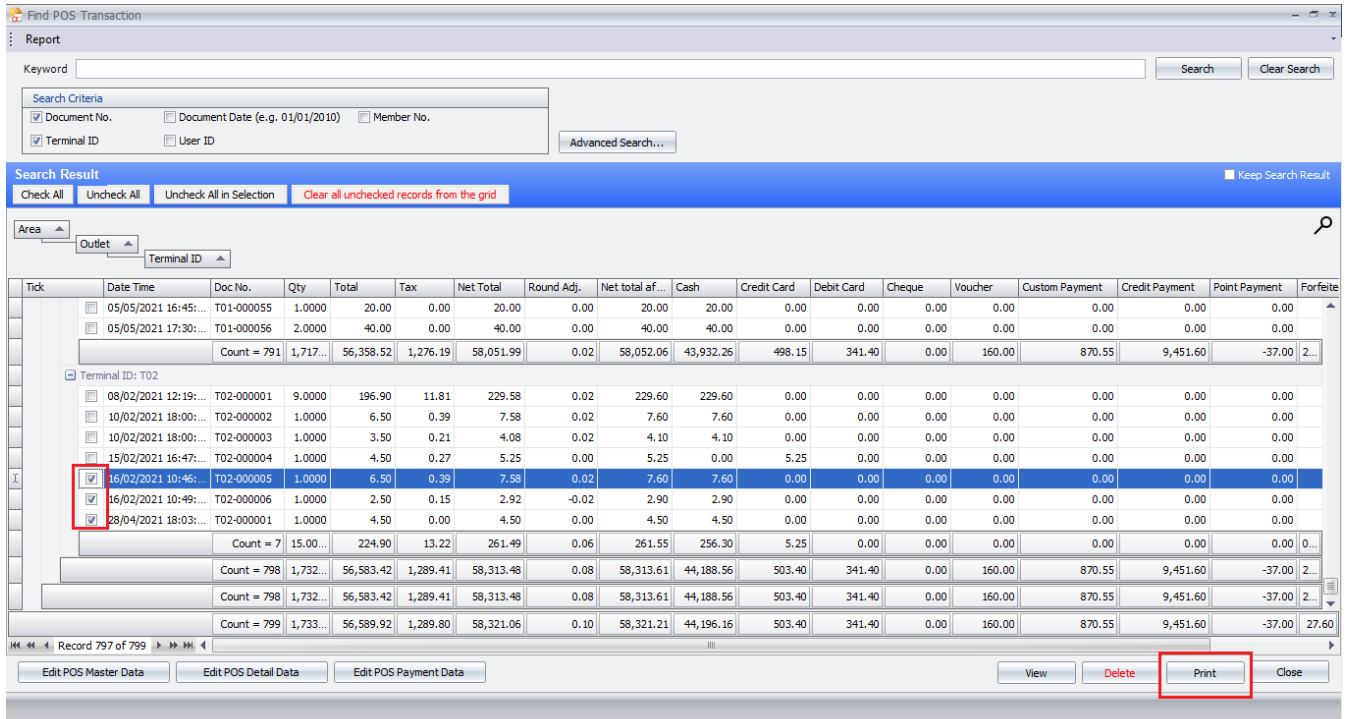 Find POS Transaction
Report
Keyword Search Clear Search
Search Criteria
Document No. Document Date (e.g. 01/01/2010) Member No.
Terminal ID User ID Advanced Search...
Search Result Keep Search Result
Check All Uncheck All Uncheck All in Selection Clear all unchecked records from the grid
Area
Outlet
Terminal ID
Tick Date Time Doc No. Qty Total Tax Net Total Round Adj. Net total af... Cash Credit Card Debit Card Cheque Voucher Custom Payment Credit Payment Point Payment Forfeite
05/05/2021 16:45:... T01-000055 1.0000 20.00 0.00 20.00 0.00 20.00 20.00 0.00 0.00 0.00 0.00 0.00 0.00 0.00
05/05/2021 17:30:... T01-000056 2.0000 40.00 0.00 40.00 0.00 40.00 40.00 0.00 0.00 0.00 0.00 0.00 0.00 0.00
Count = 791 1,717... 56,358.52 1,276.19 58,051.99 0.02 58,052.06 43,932.26 498.15 341.40 0.00 160.00 870.55 9,451.60 -37.00 2...
Terminal ID: T02
08/02/2021 12:19:... T02-000001 9.0000 196.90 11.81 229.58 0.02 229.60 229.60 0.00 0.00 0.00 0.00 0.00 0.00 0.00
10/02/2021 18:00:... T02-000002 1.0000 6.50 0.39 7.58 0.02 7.60 7.60 0.00 0.00 0.00 0.00 0.00 0.00 0.00
10/02/2021 18:00:... T02-000003 1.0000 3.50 0.21 4.08 0.02 4.10 4.10 0.00 0.00 0.00 0.00 0.00 0.00 0.00
15/02/2021 16:47:... T02-000004 1.0000 4.50 0.27 5.25 0.00 5.25 0.00 5.25 0.00 0.00 0.00 0.00 0.00 0.00
16/02/2021 10:46:... T02-000005 1.0000 6.50 0.39 7.58 0.02 7.60 7.60 0.00 0.00 0.00 0.00 0.00 0.00 0.00
16/02/2021 10:49:... T02-000006 1.0000 2.50 0.15 2.92 -0.02 2.90 2.90 0.00 0.00 0.00 0.00 0.00 0.00 0.00
28/04/2021 18:03:... T02-000001 1.0000 4.50 0.00 4.50 0.00 4.50 4.50 0.00 0.00 0.00 0.00 0.00 0.00 0.00
Count = 7 15.00... 224.90 13.22 261.49 0.06 261.55 256.30 5.25 0.00 0.00 0.00 0.00 0.00 0.00 0...
Count = 798 1,732... 56,583.42 1,289.41 58,313.48 0.08 58,313.61 44,188.56 503.40 341.40 0.00 160.00 870.55 9,451.60 -37.00 2...
Count = 798 1,732... 56,583.42 1,289.41 58,313.48 0.08 58,313.61 44,188.56 503.40 341.40 0.00 160.00 870.55 9,451.60 -37.00 2...
Count = 799 1,733... 56,589.92 1,289.80 58,321.06 0.10 58,321.21 44,196.16 503.40 341.40 0.00 160.00 870.55 9,451.60 -37.00 27.60
Record 797 of 799
Edit POS Master Data Edit POS Detail Data Edit POS Payment Data View Delete Print Close